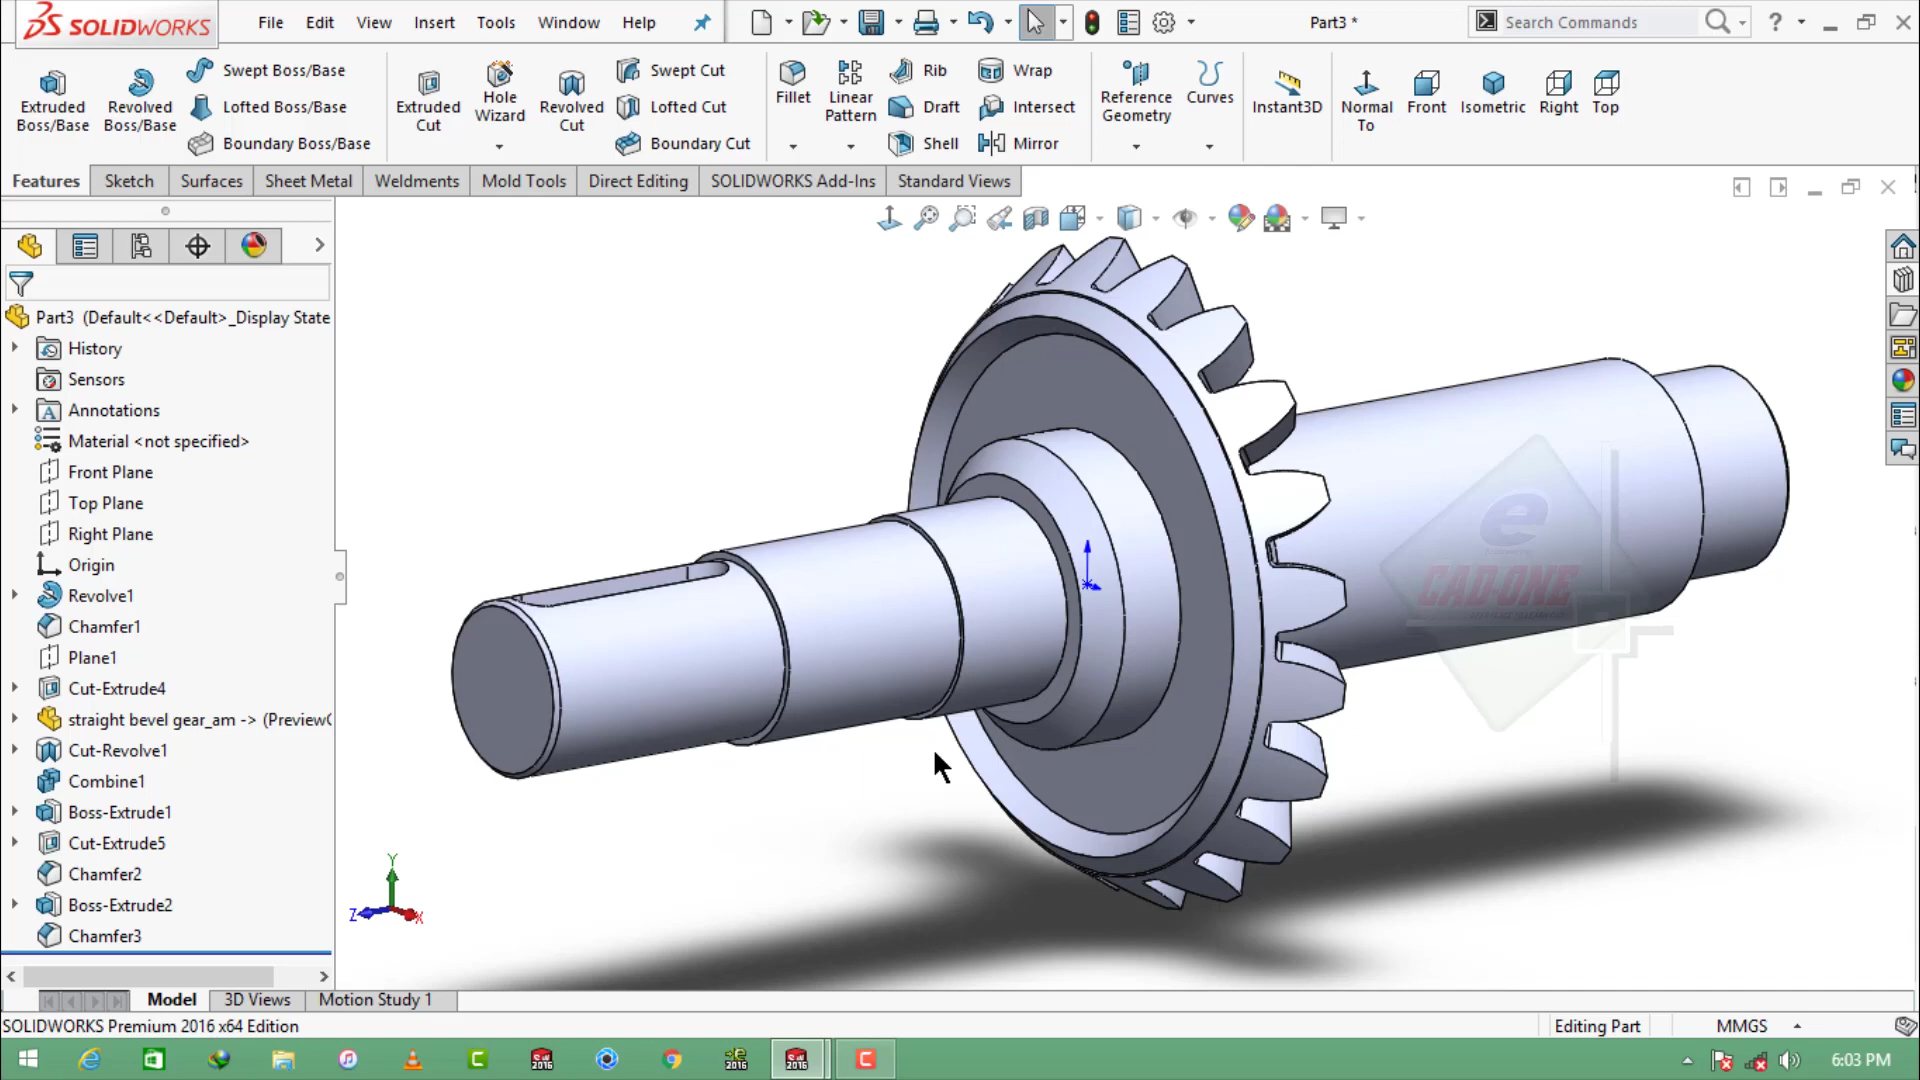 SOLIDWORKS File Edit View Insert Tools Window Help Part3 * Search Commands ?
Extruded Boss/Base
Revolved Boss/Base
Swept Boss/Base
Lofted Boss/Base
Boundary Boss/Base
Extruded Cut
Hole Wizard
Revolved Cut
Swept Cut
Lofted Cut
Boundary Cut
Fillet
Linear Pattern
Rib
Draft
Shell
Wrap
Intersect
Mirror
Reference Geometry
Curves
Instant3D
Normal To
Front
Isometric
Right
Top
Features Sketch Surfaces Sheet Metal Weldments Mold Tools Direct Editing SOLIDWORKS Add-Ins Standard Views
Part3 (Default<<Default>_Display State
History
Sensors
Annotations
Material <not specified>
Front Plane
Top Plane
Right Plane
Origin
Revolve1
Chamfer1
Plane1
Cut-Extrude4
straight bevel gear_am -> (Preview
Cut-Revolve1
Combine1
Boss-Extrude1
Cut-Extrude5
Chamfer2
Boss-Extrude2
Chamfer3
Y
Z
X
e
CAD-ONE
Model 3D Views Motion Study 1
SOLIDWORKS Premium 2016 x64 Edition Editing Part MMGS
6:03 PM